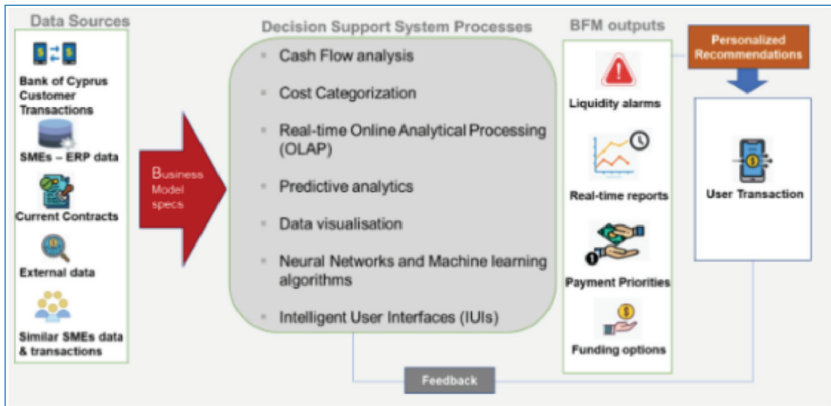 Data Sources
Bank of Cyprus
Customer
Transactions
SMEs – ERP data
Current Contracts
External data
Similar SMEs data
& transactions
Business
Model
specs
Decision Support System Processes
Cash Flow analysis
Cost Categorization
Real-time Online Analytical Processing
(OLAP)
Predictive analytics
Data visualisation
Neural Networks and Machine learning
algorithms
Intelligent User Interfaces (IUIs)
BFM outputs
Liquidity alarms
Real-time reports
Payment Priorities
Funding options
Personalized
Recommendations
User Transaction
Feedback